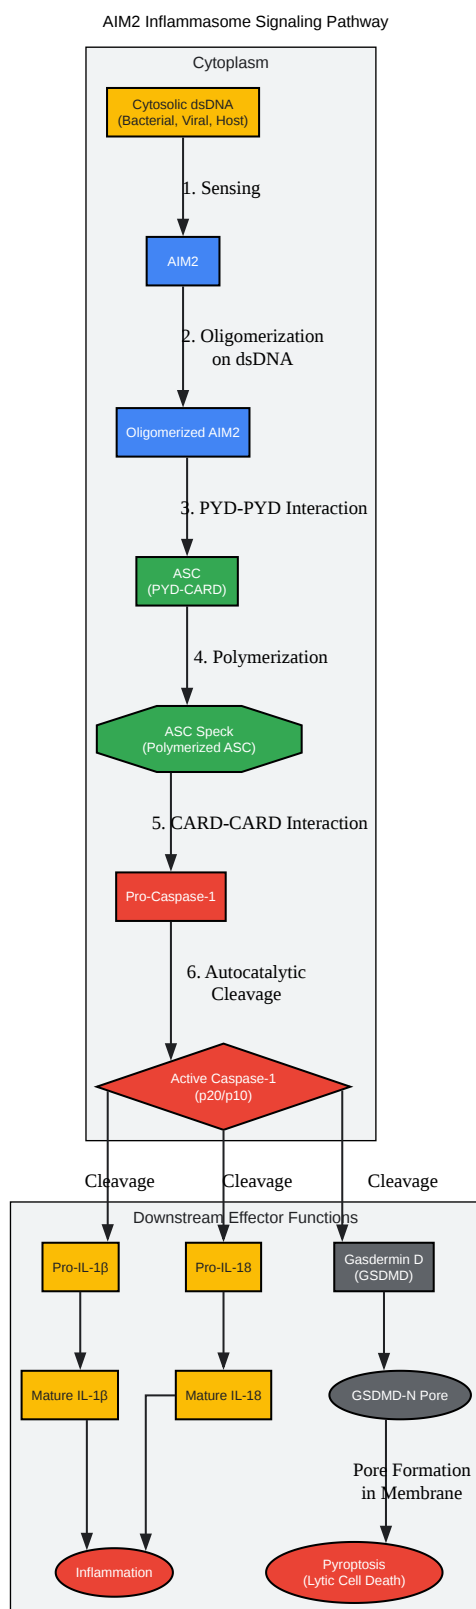 AIM2 Inflammasome Signaling Pathway
Cytoplasm
Cytosolic dsDNA
(Bacterial, Viral, Host)
1. Sensing
AIM2
2. Oligomerization
on dsDNA
Oligomerized AIM2
3. PYD-PYD Interaction
ASC
(PYD-CARD)
4. Polymerization
ASC Speck
(Polymerized ASC)
5. CARD-CARD Interaction
Pro-Caspase-1
6. Autocatalytic
Cleavage
Active Caspase-1
(p20/p10)
Cleavage
Cleavage
Cleavage
Downstream Effector Functions
Pro-IL-1β
Pro-IL-18
Gasdermin D
(GSDMD)
Mature IL-1β
Mature IL-18
GSDMD-N Pore
Pore Formation
in Membrane
Inflammation
Pyroptosis
(Lytic Cell Death)